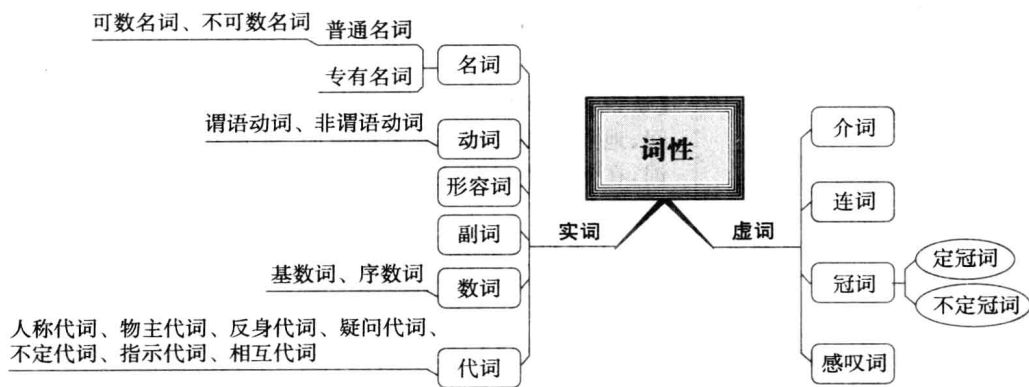 词性
实词
可数名词、不可数名词
普通名词
专有名词
名词
谓语动词、非谓语动词
动词
形容词
副词
基数词、序数词
数词
人称代词、物主代词、反身代词、疑问代词、
不定代词、指示代词、相互代词
代词
虚词
介词
连词
冠词
定冠词
不定冠词
感叹词